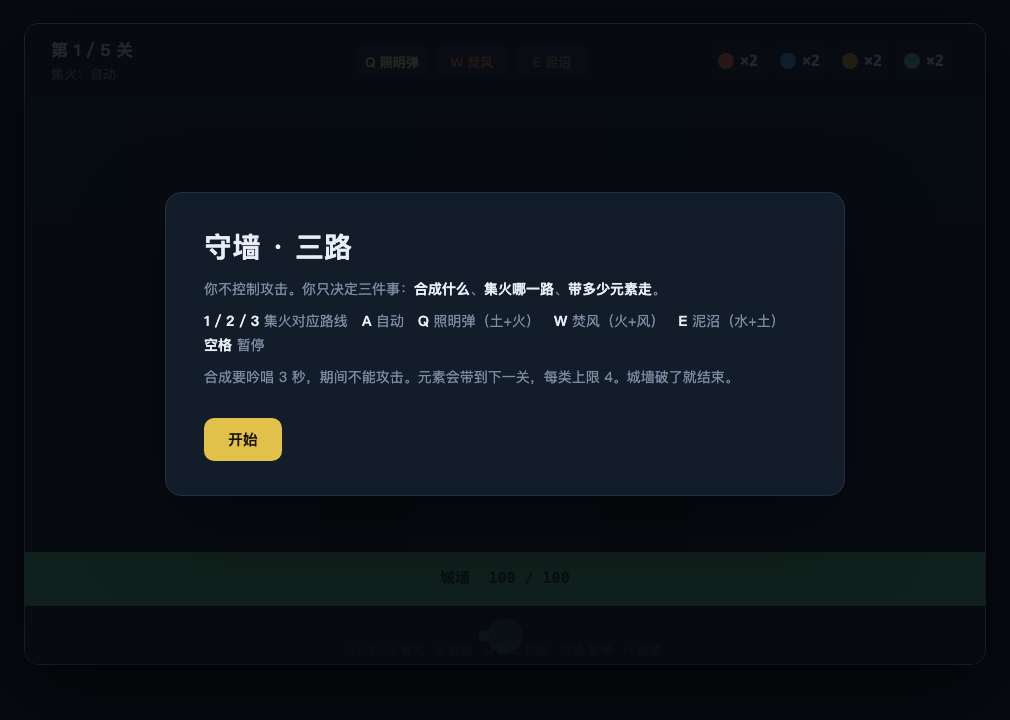 第 1 / 5 关
集火：自动
Q 照明弹 W 焚风 E 泥沼
×2 ×2 ×2 ×2
守墙 · 三路
你不控制攻击。你只决定三件事：合成什么、集火哪一路、带多少元素走。
1 / 2 / 3 集火对应路线 A 自动 Q 照明弹（土+火） W 焚风（火+风） E 泥沼（水+土）
空格 暂停
合成要吟唱 3 秒，期间不能攻击。元素会带到下一关，每类上限 4。城墙破了就结束。
开始
城墙 100 / 100